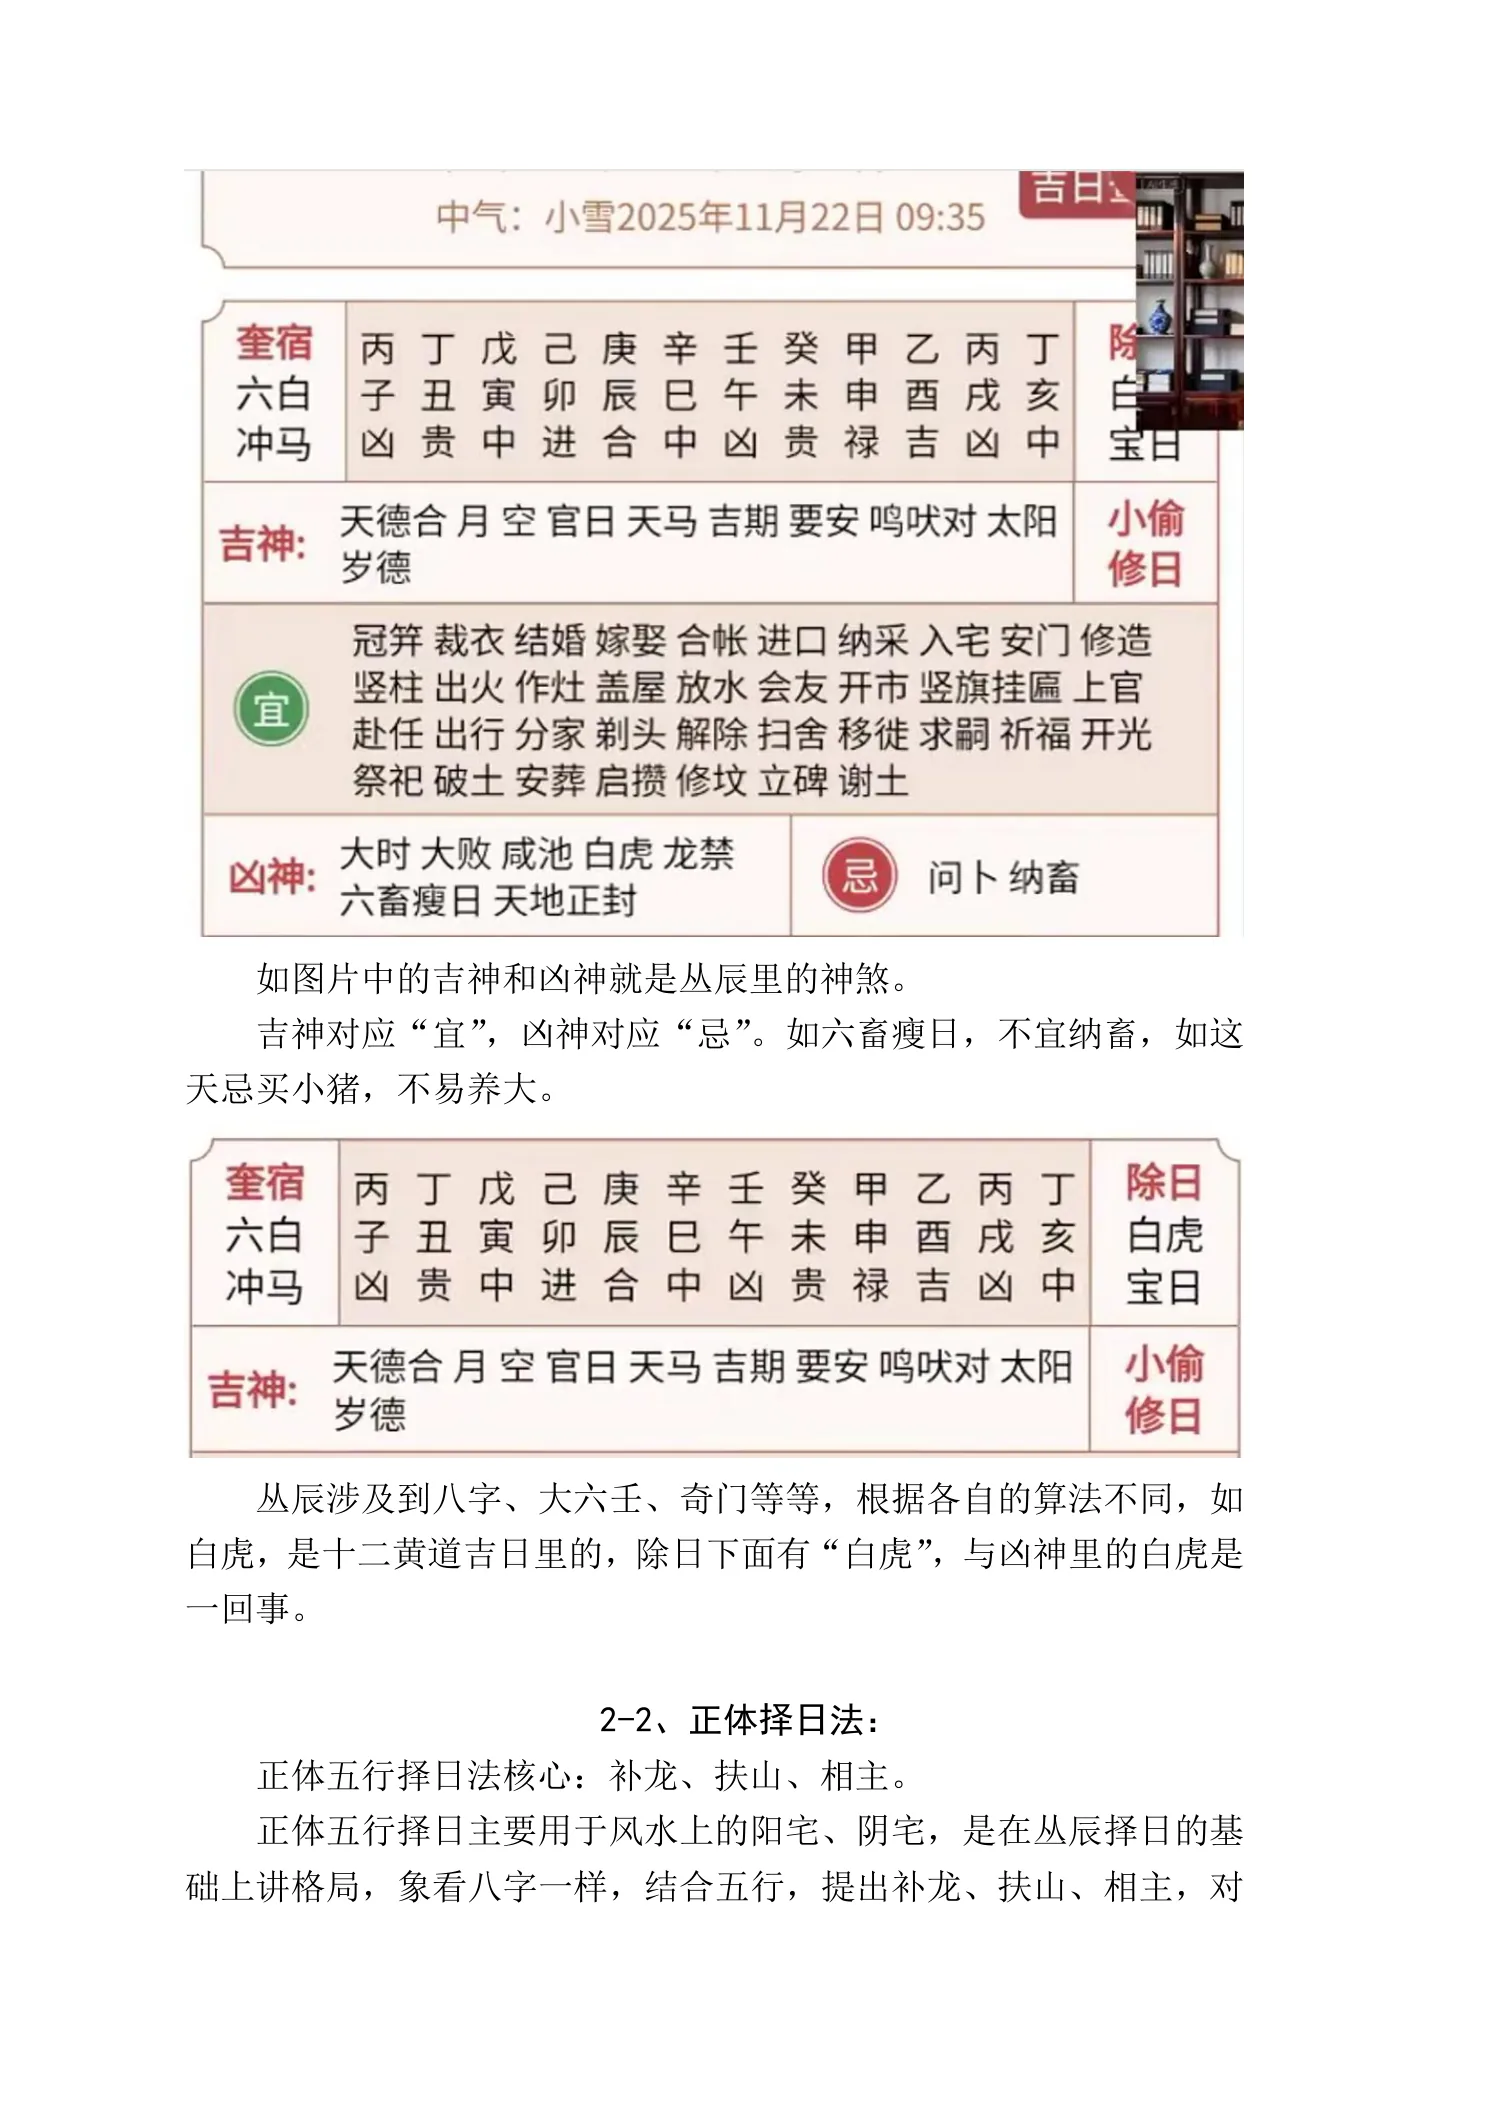 中气：小雪2025年11月22日 09:35
吉日
奎宿
六白
冲马
丙 丁 戊 己 庚 辛 壬 癸 甲 乙 丙 丁
子 丑 寅 卯 辰 巳 午 未 申 酉 戌 亥
凶 贵 中 进 合 中 凶 贵 禄 吉 凶 中
除
白
宝日
吉神:
天德合 月 空 官日 天马 吉期 要安 鸣吠对 太阳
岁德
小偷
修日
宜
冠笄 裁衣 结婚 嫁娶 合帐 进口 纳采 入宅 安门 修造
竖柱 出火 作灶 盖屋 放水 会友 开市 竖旗挂匾 上官
赴任 出行 分家 剃头 解除 扫舍 移徙 求嗣 祈福 开光
祭祀 破土 安葬 启攒 修坟 立碑 谢土
凶神:
大时 大败 咸池 白虎 龙禁
六畜瘦日 天地正封
忌
问卜 纳畜
如图片中的吉神和凶神就是丛辰里的神煞。
吉神对应“宜”，凶神对应“忌”。如六畜瘦日，不宜纳畜，如这
天忌买小猪，不易养大。
奎宿
六白
冲马
丙 丁 戊 己 庚 辛 壬 癸 甲 乙 丙 丁
子 丑 寅 卯 辰 巳 午 未 申 酉 戌 亥
凶 贵 中 进 合 中 凶 贵 禄 吉 凶 中
除日
白虎
宝日
吉神:
天德合 月 空 官日 天马 吉期 要安 鸣吠对 太阳
岁德
小偷
修日
丛辰涉及到八字、大六壬、奇门等等，根据各自的算法不同，如
白虎，是十二黄道吉日里的，除日下面有“白虎”，与凶神里的白虎是
一回事。
2-2、正体择日法：
正体五行择日法核心：补龙、扶山、相主。
正体五行择日主要用于风水上的阳宅、阴宅，是在丛辰择日的基
础上讲格局，象看八字一样，结合五行，提出补龙、扶山、相主，对